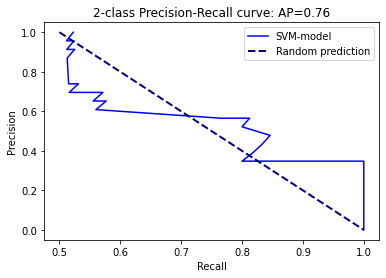 2-class Precision-Recall curve: AP=0.76
SVM-model
Random prediction
Precision
1.0
0.8
0.6
0.4
0.2
0.0
0.5
0.6
0.7
0.8
0.9
1.0
Recall